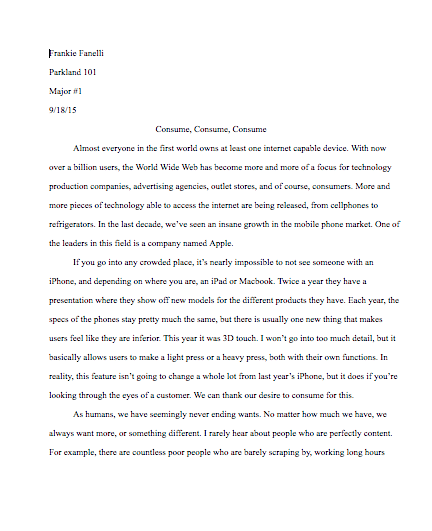 Frankie Fanelli
Parkland 101
Major #1
9/18/15
Consume, Consume, Consume
Almost everyone in the first world owns at least one internet capable device. With now
over a billion users, the World Wide Web has become more and more of a focus for technology
production companies, advertising agencies, outlet stores, and of course, consumers. More and
more pieces of technology able to access the internet are being released, from cellphones to
refrigerators. In the last decade, we've seen an insane growth in the mobile phone market. One of
the leaders in this field is a company named Apple.
If you go into any crowded place, it's nearly impossible to not see someone with an
iPhone, and depending on where you are, an iPad or Macbook. Twice a year they have a
presentation where they show off new models for the different products they have. Each year, the
specs of the phones stay pretty much the same, but there is usually one new thing that makes
users feel like they are inferior. This year it was 3D touch. I won't go into too much detail, but it
basically allows users to make a light press or a heavy press, both with their own functions. In
reality, this feature isn't going to change a whole lot from last year's iPhone, but it does if you're
looking through the eyes of a customer. We can thank our desire to consume for this.
As humans, we have seemingly never ending wants. No matter how much we have, we
always want more, or something different. I rarely hear about people who are perfectly content.
For example, there are countless poor people who are barely scraping by, working long hours